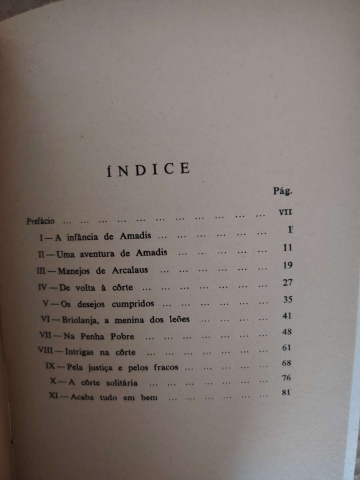 ÍNDICE
Pág.
Prefácio ... ... ... ... ... ... ... ... ... ... ... VII
I — A infância de Amadis ... ... ... ... ... ... 1
II — Uma aventura de Amadis ... ... ... ... ... 11
III — Manejos de Arcalaus ... ... ... ... ... ... 19
IV — De volta à côrte ... ... ... ... ... ... ... 27
V — Os desejos cumpridos ... ... ... ... ... ... 35
VI — Briolanja, a menina dos leões ... ... ... ... 41
VII — Na Penha Pobre ... ... ... ... ... ... ... 48
VIII — Intrigas na côrte ... ... ... ... ... ... ... 61
IX — Pela justiça e pelos fracos ... ... ... ... ... 68
X — A côrte solitária ... ... ... ... ... ... ... 76
XI — Acaba tudo em bem ... ... ... ... ... ... 81